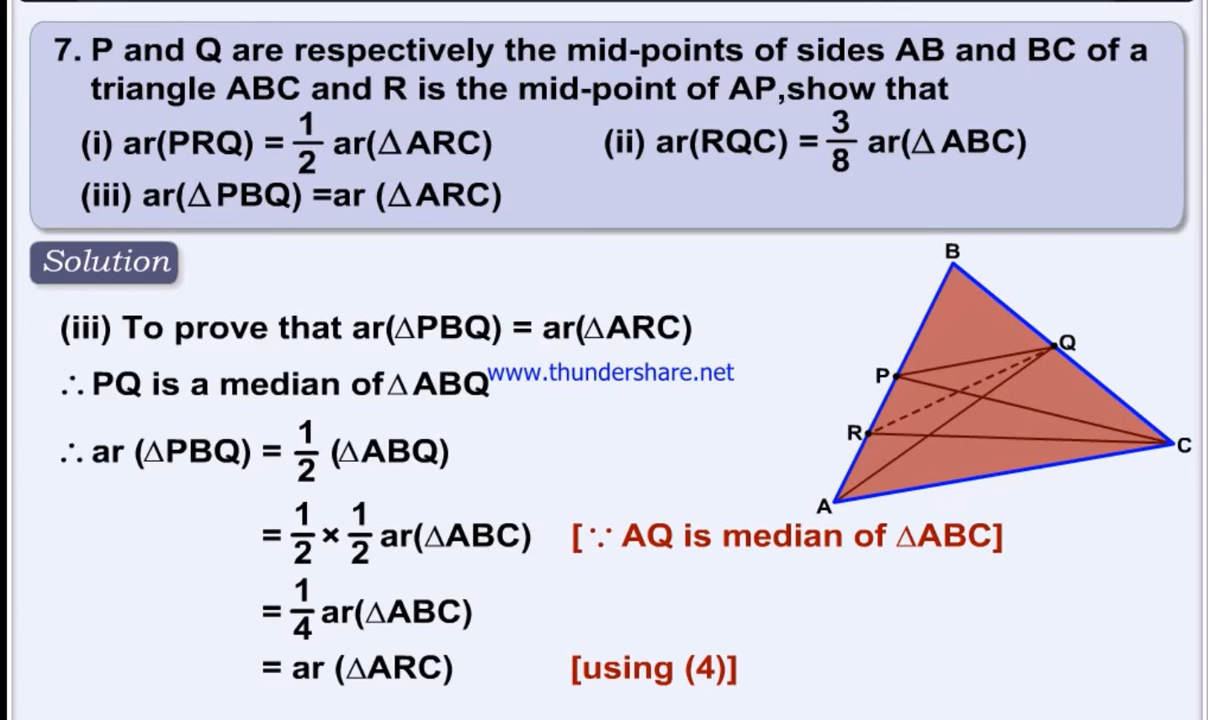 7. P and Q are respectively the mid-points of sides AB and BC of a
triangle ABC and R is the mid-point of AP,show that
(i) ar(PRQ) = 1/2 ar(△ARC) (ii) ar(RQC) = 3/8 ar(△ABC)
(iii) ar(△PBQ) =ar (△ARC)
Solution
(iii) To prove that ar(△PBQ) = ar(△ARC)
∴ PQ is a median of △ABQ
www.thundershare.net
∴ ar (△PBQ) = 1/2 (△ABQ)
= 1/2 × 1/2 ar(△ABC) [∵ AQ is median of △ABC]
= 1/4 ar(△ABC)
= ar (△ARC) [using (4)]
B
Q
P
R
C
A